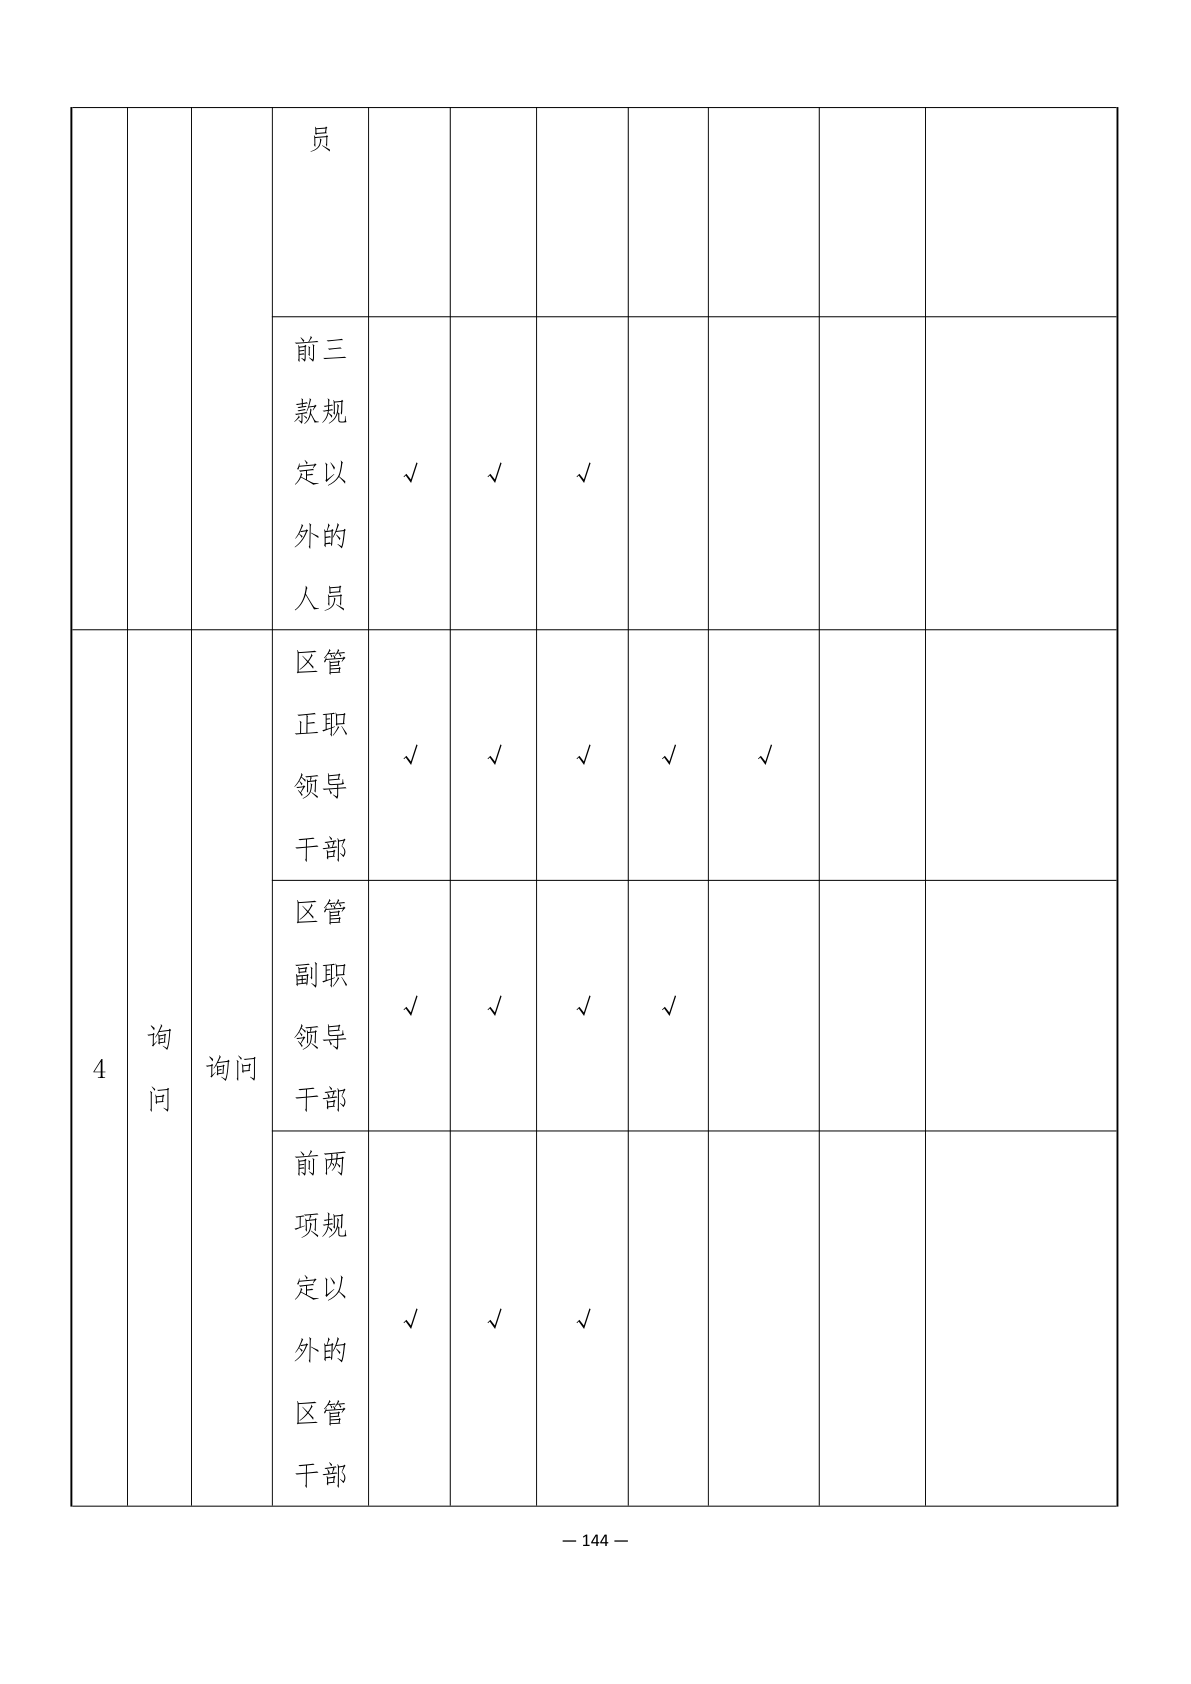 员
前三
款规
定以
外的
人员
√ √ √
4
询
问
询问
区管
正职
领导
干部
√ √ √ √ √
区管
副职
领导
干部
√ √ √ √
前两
项规
定以
外的
区管
干部
√ √ √
— 144 —